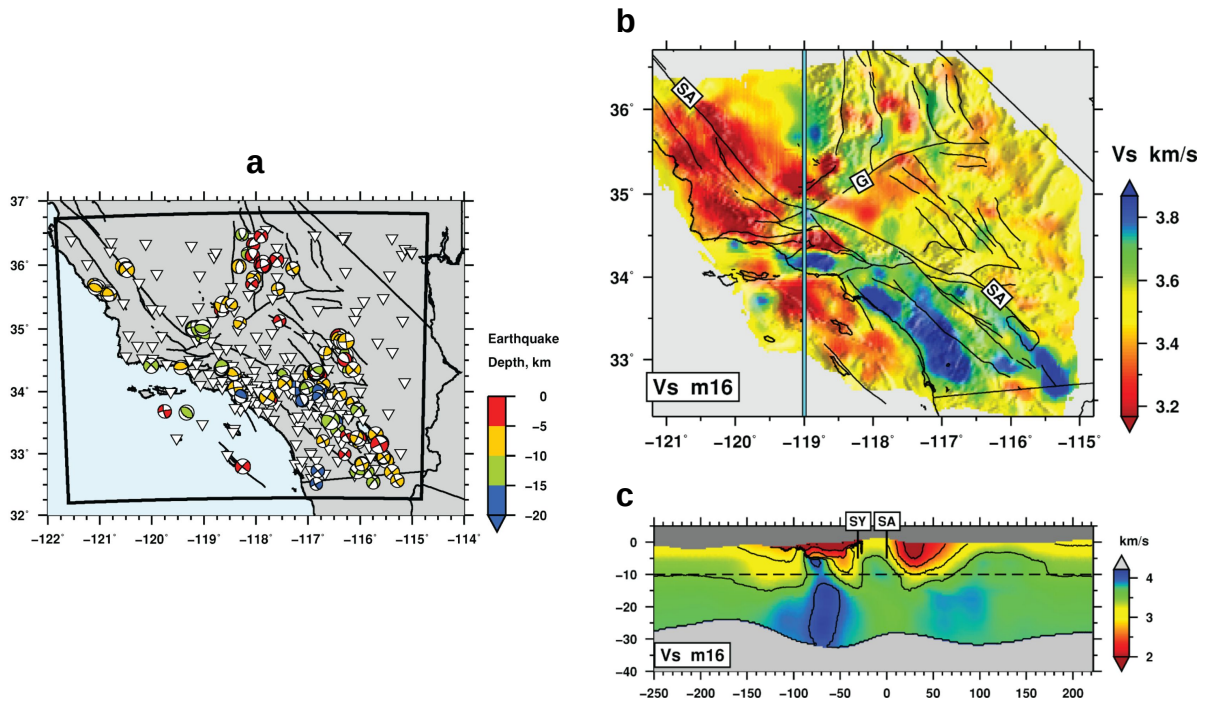 a
37˚
36˚
35˚
34˚
33˚
32˚
−122˚ −121˚ −120˚ −119˚ −118˚ −117˚ −116˚ −115˚ −114˚
Earthquake
Depth, km
0
−5
−10
−15
−20
b
SA
G
SA
36˚
35˚
34˚
33˚
Vs m16
−121˚ −120˚ −119˚ −118˚ −117˚ −116˚ −115˚
Vs km/s
3.8
3.6
3.4
3.2
c
SY SA
0
−10
−20
−30
−40
Vs m16
−250 −200 −150 −100 −50 0 50 100 150 200
km/s
4
3
2